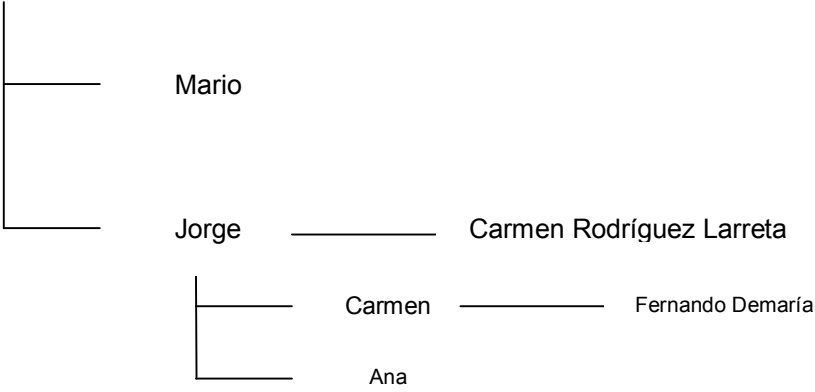 Mario
Jorge Carmen Rodríguez Larreta
Carmen Fernando Demaría
Ana